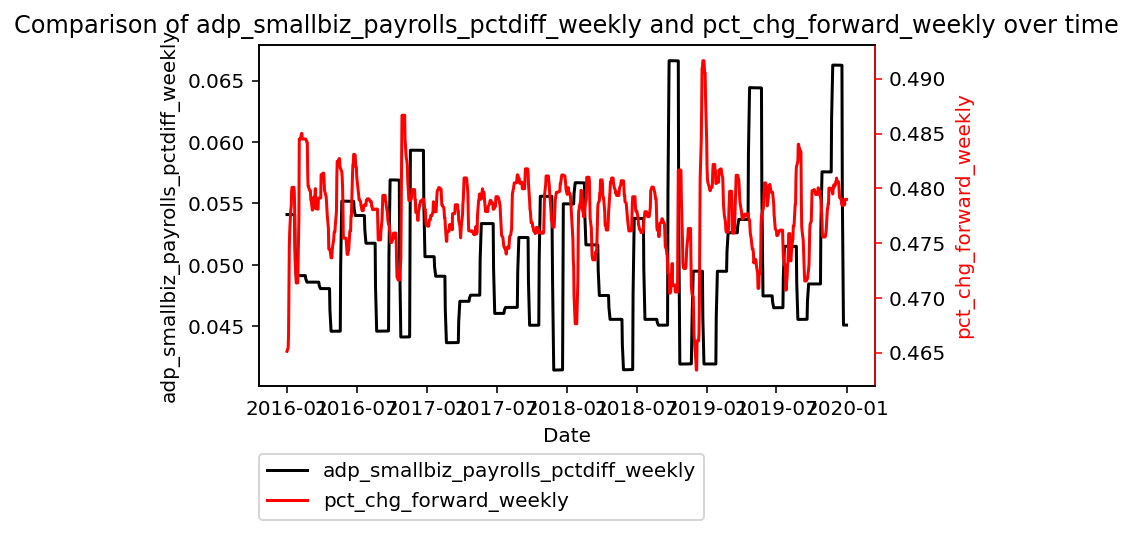 Comparison of adp_smallbiz_payrolls_pctdiff_weekly and pct_chg_forward_weekly over time
adp_smallbiz_payrolls_pctdiff_weekly
0.065
0.060
0.055
0.050
0.045
0.490
0.485
0.480
0.475
0.470
0.465
pct_chg_forward_weekly
2016-01 2016-07 2017-01 2017-07 2018-01 2018-07 2019-01 2019-07 2020-01
Date
adp_smallbiz_payrolls_pctdiff_weekly
pct_chg_forward_weekly